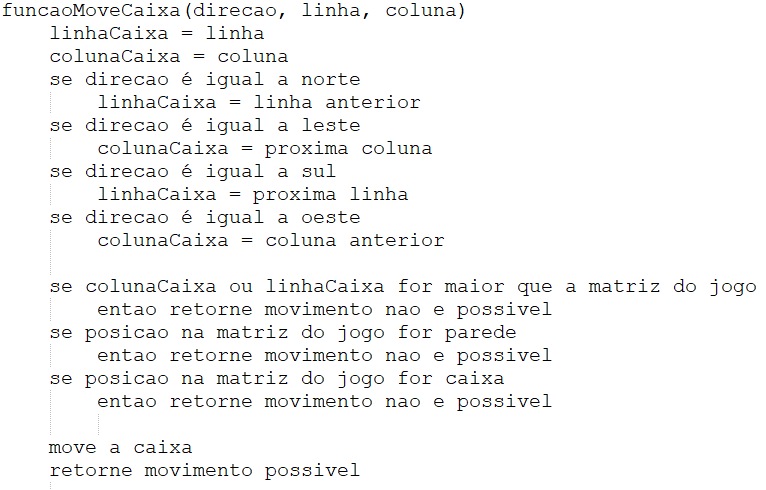 funcaoMoveCaixa(direcao, linha, coluna)
linhaCaixa = linha
colunaCaixa = coluna
se direcao é igual a norte
linhaCaixa = linha anterior
se direcao é igual a leste
colunaCaixa = proxima coluna
se direcao é igual a sul
linhaCaixa = proxima linha
se direcao é igual a oeste
colunaCaixa = coluna anterior
se colunaCaixa ou linhaCaixa for maior que a matriz do jogo
entao retorne movimento nao e possivel
se posicao na matriz do jogo for parede
entao retorne movimento nao e possivel
se posicao na matriz do jogo for caixa
entao retorne movimento nao e possivel
move a caixa
retorne movimento possivel